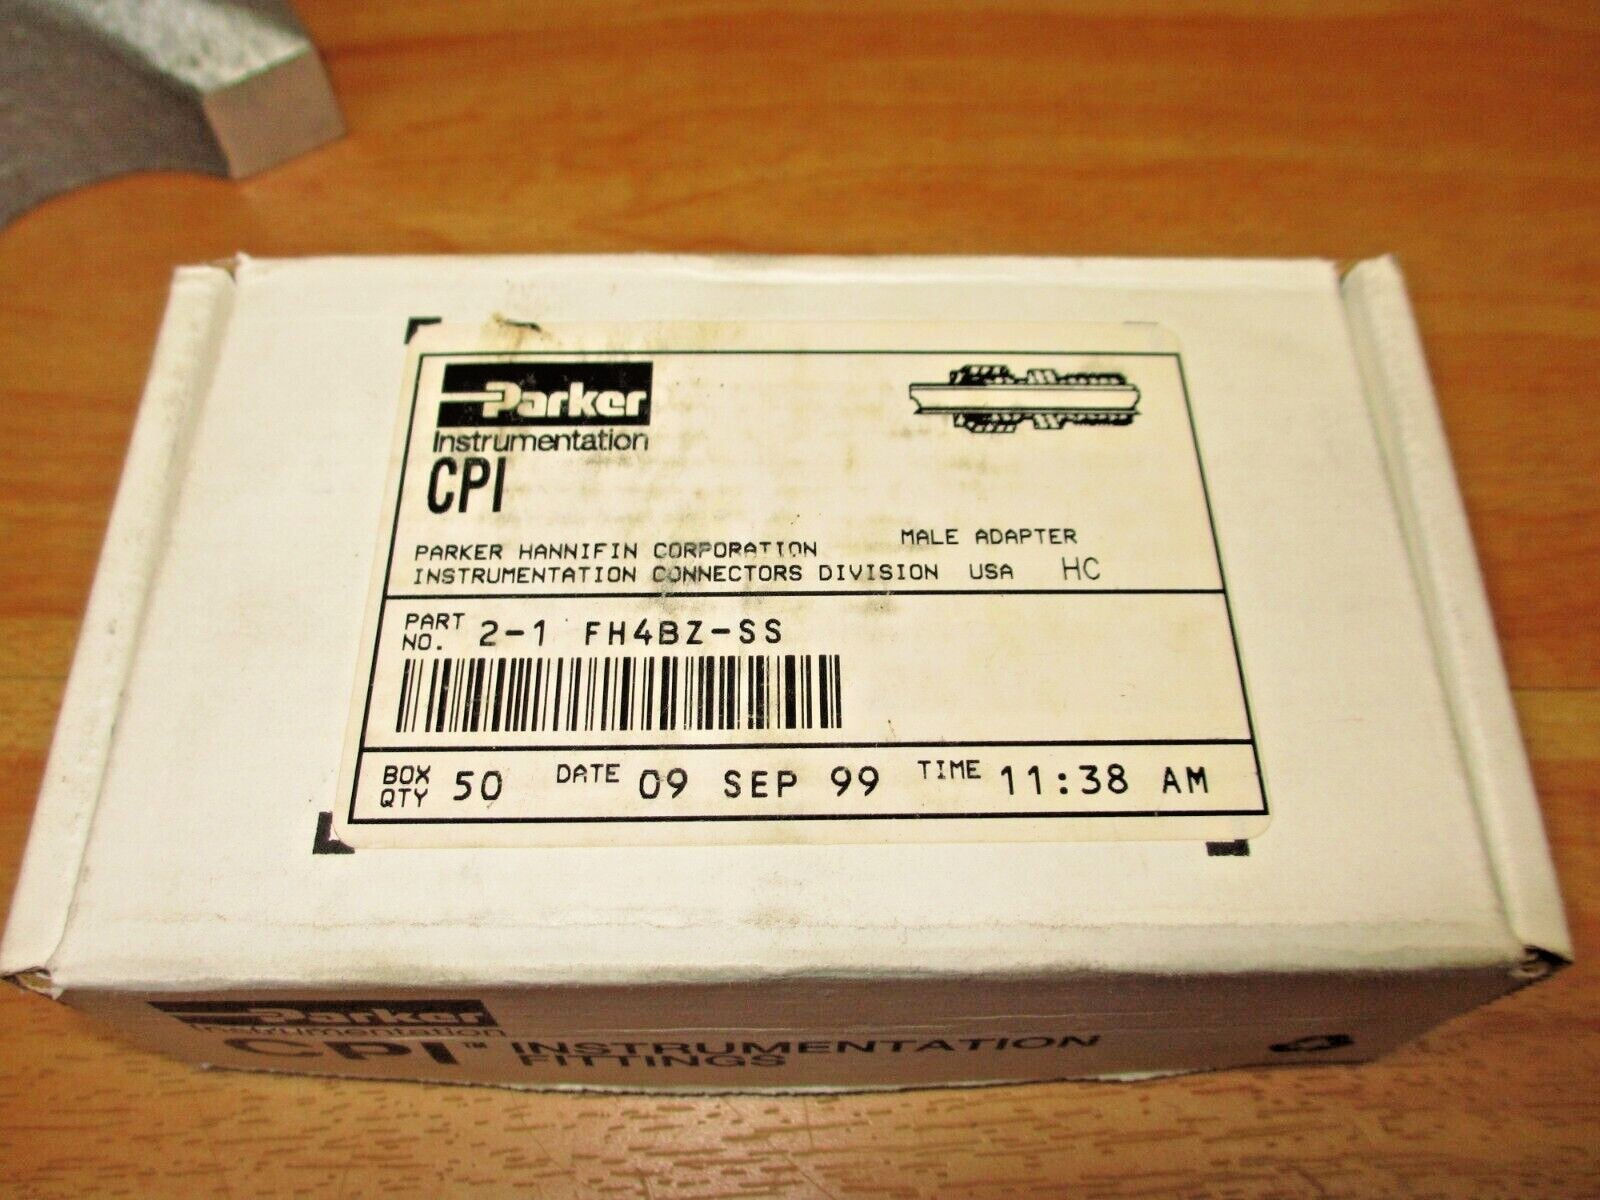 Parker
Instrumentation
CPI
PARKER HANNIFIN CORPORATION MALE ADAPTER
INSTRUMENTATION CONNECTORS DIVISION USA HC
PART NO. 2-1 FH4BZ-SS
BOX QTY 50 DATE 09 SEP 99 TIME 11:38 AM
Parker
Instrumentation
CPI™ INSTRUMENTATION
FITTINGS